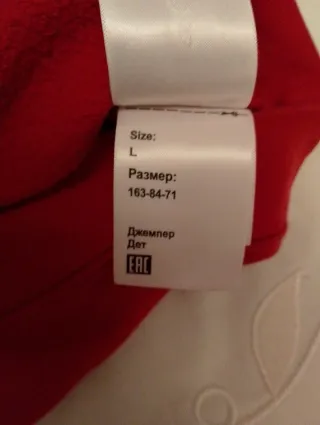 Size:
L
Размер:
163-84-71
Джемпер
Дет
EAC